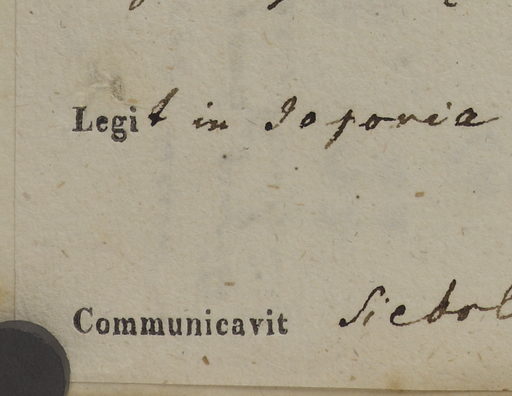 Legit in Japonia
Communicavit Siebol